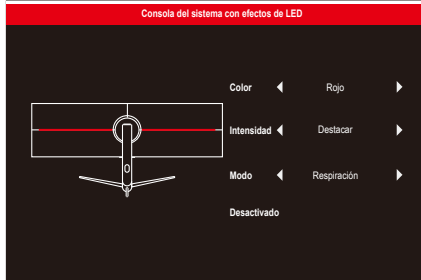 Consola del sistema con efectos de LED
Color Rojo
Intensidad Destacar
Modo Respiración
Desactivado